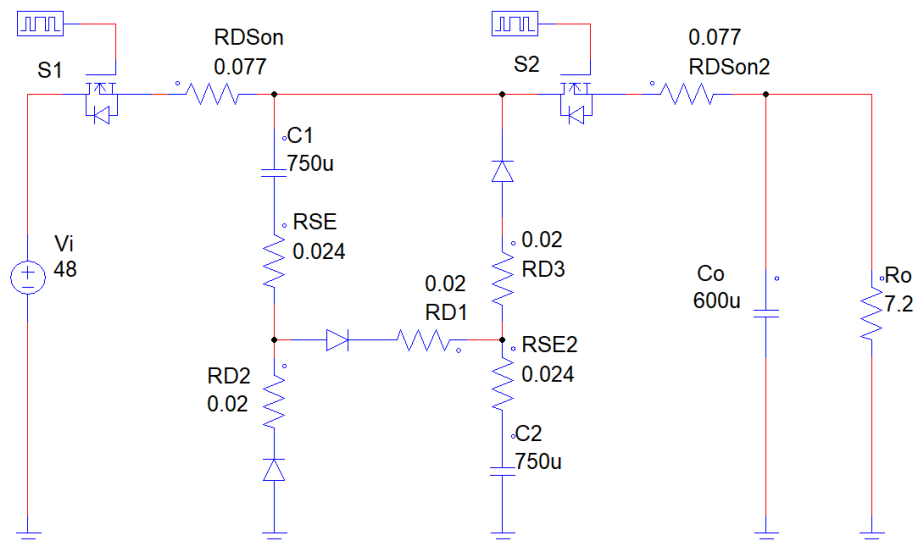 RDSon
0.077
S1
0.077
RDSon2
S2
C1
750u
RSE
0.024
0.02
RD3
Vi
48
0.02
RD1
Co
600u
Ro
7.2
RSE2
0.024
RD2
0.02
C2
750u